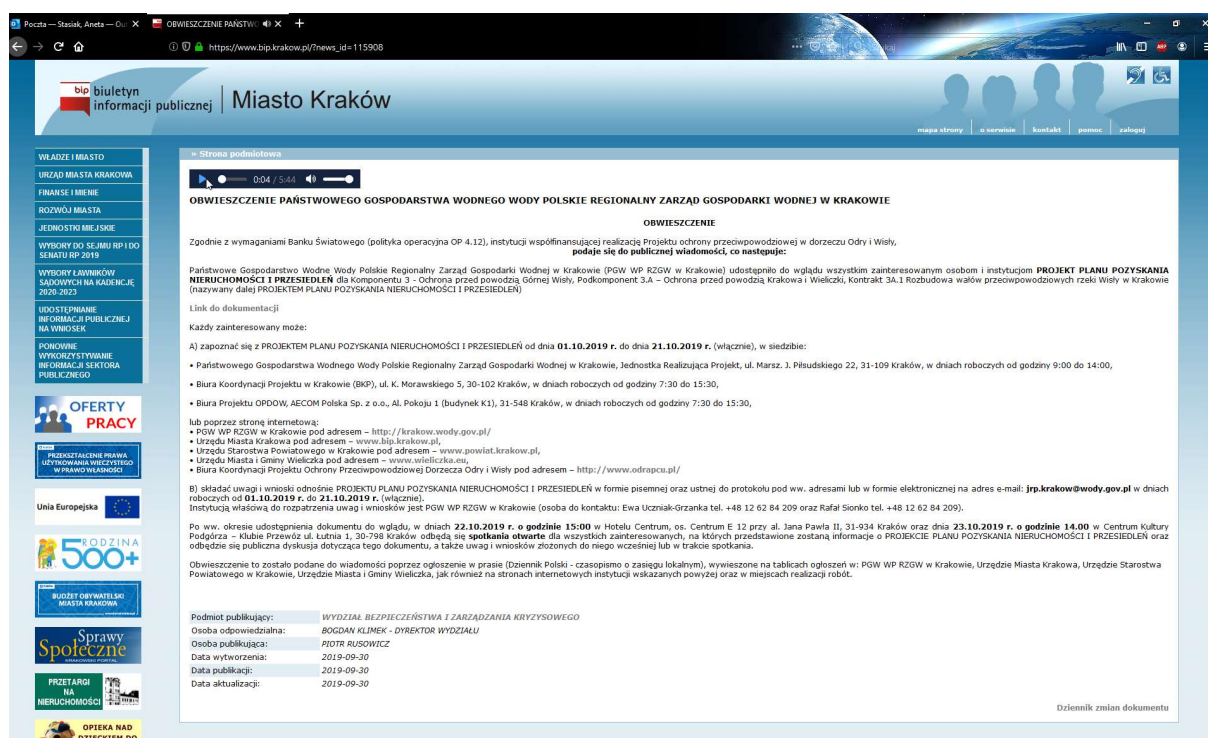 Poczta — Stasiak, Aneta — Ou
OBWIESZCZENIE PAŃSTWO
https://www.bip.krakow.pl/?news_id=115908
bip biuletyn
informacji publicznej
Miasto Kraków
mapa strony
o serwisie
kontakt
pomoc
zaloguj
WŁADZE I MIASTO
URZĄD MIASTA KRAKOWA
FINANSE I MIENIE
ROZWÓJ MIASTA
JEDNOSTKI MIEJSKIE
WYBORY DO SEJMU RP I DO
SENATU RP 2019
WYBORY ŁAWNIKÓW
SĄDOWYCH NA KADENCJĘ
2020-2023
UDOSTĘPNIANIE
INFORMACJI PUBLICZNEJ
NA WNIOSEK
PONOWNE
WYKORZYSTYWANIE
INFORMACJI SEKTORA
PUBLICZNEGO
OFERTY
PRACY
PRZEKSZTAŁCENIE PRAWA
UŻYTKOWANIA WIECZYSTEGO
W PRAWO WŁASNOŚCI
Unia Europejska
RODZINA
500+
BUDŻET OBYWATELSKI
MIASTA KRAKOWA
Sprawy
Społeczne
KRAKOWSKI PORTAL
PRZETARGI
NA
NIERUCHOMOŚCI
OPIEKA NAD
DZIECKIEM DO
» Strona podmiotowa
0:04 / 5:44
OBWIESZCZENIE PAŃSTWOWEGO GOSPODARSTWA WODNEGO WODY POLSKIE REGIONALNY ZARZĄD GOSPODARKI WODNEJ W KRAKOWIE
OBWIESZCZENIE
Zgodnie z wymaganiami Banku Światowego (polityka operacyjna OP 4.12), instytucji współfinansującej realizację Projektu ochrony przeciwpowodziowej w dorzeczu Odry i Wisły,
podaje się do publicznej wiadomości, co następuje:
Państwowe Gospodarstwo Wodne Wody Polskie Regionalny Zarząd Gospodarki Wodnej w Krakowie (PGW WP RZGW w Krakowie) udostępniło do wglądu wszystkim zainteresowanym osobom i instytucjom PROJEKT PLANU POZYSKANIA
NIERUCHOMOŚCI I PRZESIEDLEŃ dla Komponentu 3 - Ochrona przed powodzią Górnej Wisły, Podkomponent 3.A – Ochrona przed powodzią Krakowa i Wieliczki, Kontrakt 3A.1 Rozbudowa wałów przeciwpowodziowych rzeki Wisły w Krakowie
(nazywany dalej PROJEKTEM PLANU POZYSKANIA NIERUCHOMOŚCI I PRZESIEDLEŃ)
Link do dokumentacji
Każdy zainteresowany może:
A) zapoznać się z PROJEKTEM PLANU POZYSKANIA NIERUCHOMOŚCI I PRZESIEDLEŃ od dnia 01.10.2019 r. do dnia 21.10.2019 r. (włącznie), w siedzibie:
• Państwowego Gospodarstwa Wodnego Wody Polskie Regionalny Zarząd Gospodarki Wodnej w Krakowie, Jednostka Realizująca Projekt, ul. Marsz. J. Piłsudskiego 22, 31-109 Kraków, w dniach roboczych od godziny 9:00 do 14:00,
• Biura Koordynacji Projektu w Krakowie (BKP), ul. K. Morawskiego 5, 30-102 Kraków, w dniach roboczych od godziny 7:30 do 15:30,
• Biura Projektu OPDOW, AECOM Polska Sp. z o.o., Al. Pokoju 1 (budynek K1), 31-548 Kraków, w dniach roboczych od godziny 7:30 do 15:30,
lub poprzez stronę internetową:
• PGW WP RZGW w Krakowie pod adresem – http://krakow.wody.gov.pl/
• Urzędu Miasta Krakowa pod adresem – www.bip.krakow.pl,
• Urzędu Starostwa Powiatowego w Krakowie pod adresem – www.powiat.krakow.pl,
• Urzędu Miasta i Gminy Wieliczka pod adresem – www.wieliczka.eu,
• Biura Koordynacji Projektu Ochrony Przeciwpowodziowej Dorzecza Odry i Wisły pod adresem – http://www.odrapcu.pl/
B) składać uwagi i wnioski odnośnie PROJEKTU PLANU POZYSKANIA NIERUCHOMOŚCI I PRZESIEDLEŃ w formie pisemnej oraz ustnej do protokołu pod ww. adresami lub w formie elektronicznej na adres e-mail: jrp.krakow@wody.gov.pl w dniach
roboczych od 01.10.2019 r. do 21.10.2019 r. (włącznie).
Instytucją właściwą do rozpatrzenia uwag i wniosków jest PGW WP RZGW w Krakowie (osoba do kontaktu: Ewa Uczniak-Grzanka tel. +48 12 62 84 209 oraz Rafał Sionko tel. +48 12 62 84 209).
Po ww. okresie udostępnienia dokumentu do wglądu, w dniach 22.10.2019 r. o godzinie 15:00 w Hotelu Centrum, os. Centrum E 12 przy al. Jana Pawła II, 31-934 Kraków oraz dnia 23.10.2019 r. o godzinie 14.00 w Centrum Kultury
Podgórza – Klubie Przewóz ul. Łutnia 1, 30-798 Kraków odbędą się spotkania otwarte dla wszystkich zainteresowanych, na których przedstawione zostaną informacje o PROJEKCIE PLANU POZYSKANIA NIERUCHOMOŚCI I PRZESIEDLEŃ oraz
odbędzie się publiczna dyskusja dotycząca tego dokumentu, a także uwag i wniosków złożonych do niego wcześniej lub w trakcie spotkania.
Obwieszczenie to zostało podane do wiadomości poprzez ogłoszenie w prasie (Dziennik Polski - czasopismo o zasięgu lokalnym), wywieszone na tablicach ogłoszeń w: PGW WP RZGW w Krakowie, Urzędzie Miasta Krakowa, Urzędzie Starostwa
Powiatowego w Krakowie, Urzędzie Miasta i Gminy Wieliczka, jak również na stronach internetowych instytucji wskazanych powyżej oraz w miejscach realizacji robót.
Podmiot publikujący: WYDZIAŁ BEZPIECZEŃSTWA I ZARZĄDZANIA KRYZYSOWEGO
Osoba odpowiedzialna: BOGDAN KLIMEK - DYREKTOR WYDZIAŁU
Osoba publikująca: PIOTR RUSOWICZ
Data wytworzenia: 2019-09-30
Data publikacji: 2019-09-30
Data aktualizacji: 2019-09-30
Dziennik zmian dokumentu